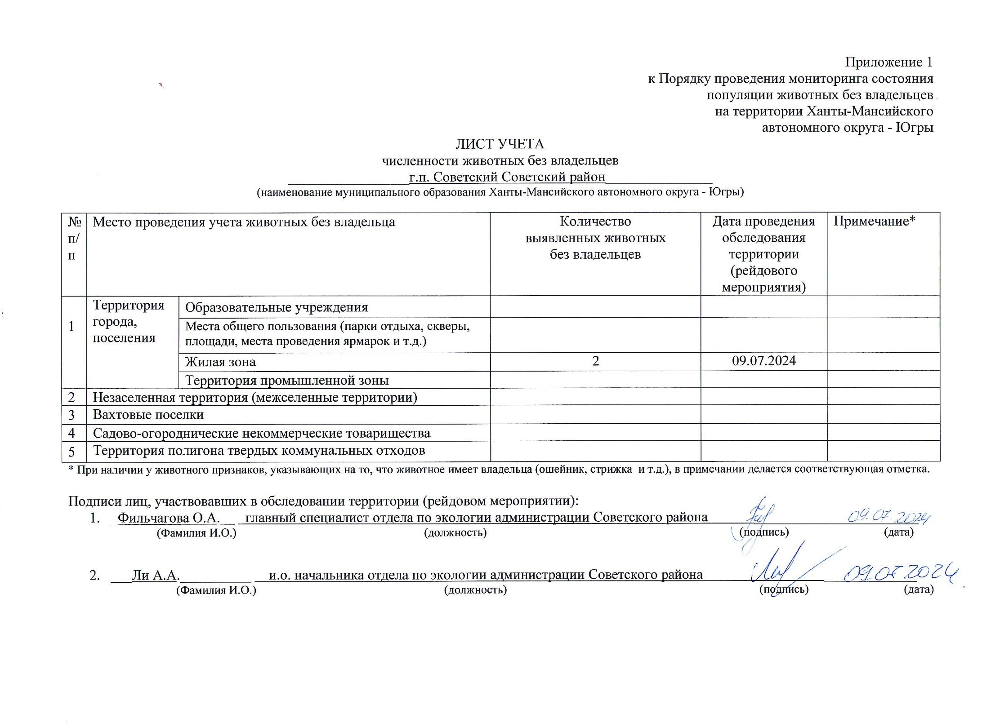 Приложение 1
к Порядку проведения мониторинга состояния
популяции животных без владельцев
на территории Ханты-Мансийского
автономного округа - Югры
ЛИСТ УЧЕТА
численности животных без владельцев
г.п. Советский Советский район
(наименование муниципального образования Ханты-Мансийского автономного округа - Югры)
№ п/п Место проведения учета животных без владельца Количество выявленных животных без владельцев Дата проведения обследования территории (рейдового мероприятия) Примечание*
1 Территория города, поселения Образовательные учреждения
Места общего пользования (парки отдыха, скверы,
площади, места проведения ярмарок и т.д.)
Жилая зона 2 09.07.2024
Территория промышленной зоны
2 Незаселенная территория (межселенные территории)
3 Вахтовые поселки
4 Садово-огороднические некоммерческие товарищества
5 Территория полигона твердых коммунальных отходов
* При наличии у животного признаков, указывающих на то, что животное имеет владельца (ошейник, стрижка и т.д.), в примечании делается соответствующая отметка.
Подписи лиц, участвовавших в обследовании территории (рейдовом мероприятии):
1. Фильчагова О.А. главный специалист отдела по экологии администрации Советского района 09.07.2024
(Фамилия И.О.) (должность) (подпись) (дата)
2. Ли А.А. и.о. начальника отдела по экологии администрации Советского района 09.07.2024
(Фамилия И.О.) (должность) (подпись) (дата)